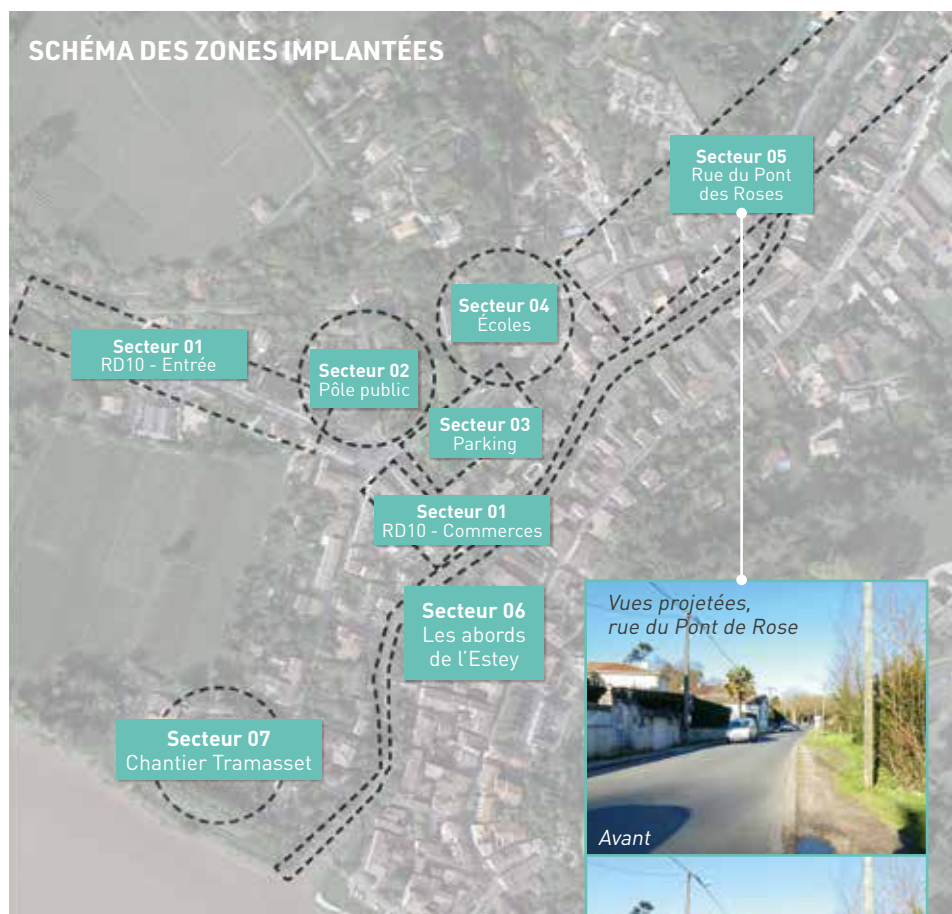 SCHÉMA DES ZONES IMPLANTÉES
Secteur 05
Rue du Pont
des Roses
Secteur 04
Écoles
Secteur 01
RD10 - Entrée
Secteur 02
Pôle public
Secteur 03
Parking
Secteur 01
RD10 - Commerces
Secteur 06
Les abords
de l'Estey
Secteur 07
Chantier Tramasset
Vues projetées,
rue du Pont de Rose
Avant